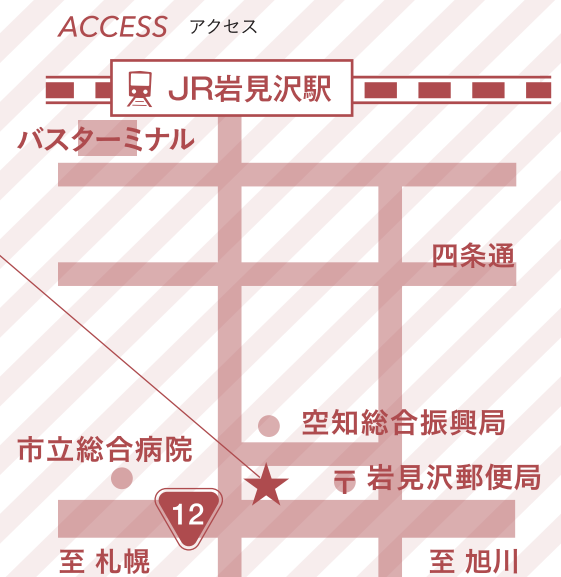 ACCESS アクセス
JR岩見沢駅
バスターミナル
四条通
空知総合振興局
市立総合病院
岩見沢郵便局
12
至 札幌
至 旭川